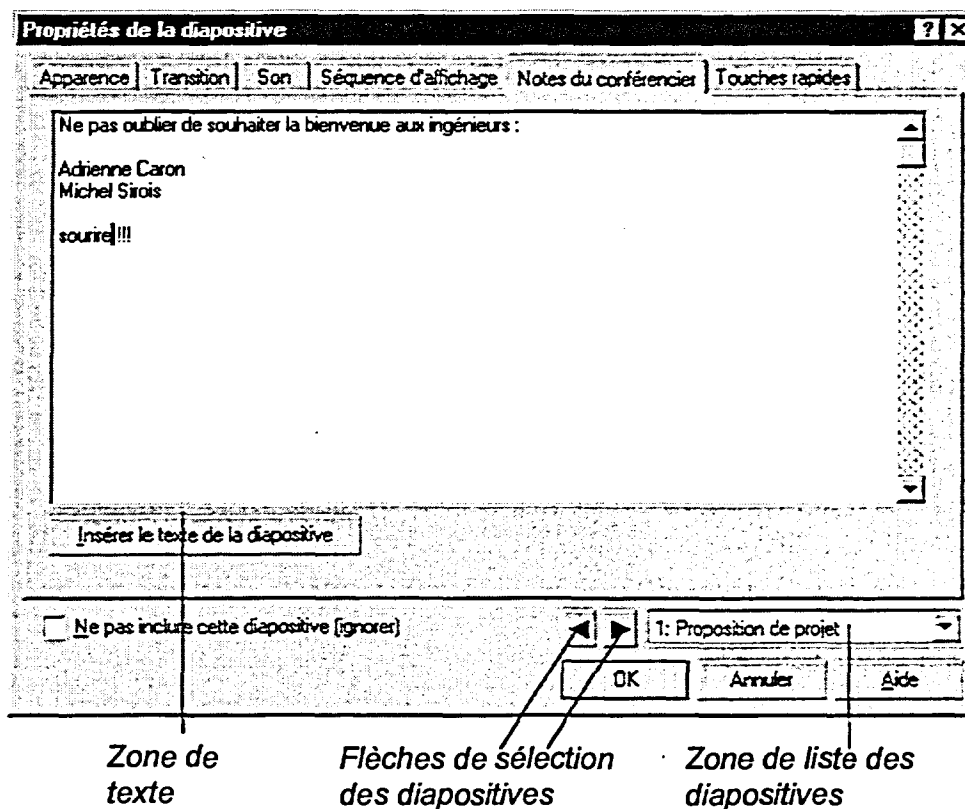 Propriétés de la diapositive
Apparence Transition Son Séquence d'affichage Notes du conférencier Touches rapides
Ne pas oublier de souhaiter la bienvenue aux ingénieurs :
Adrienne Caron
Michel Sirois
sourire!!!
Insérer le texte de la diapositive
Ne pas inclure cette diapositive (ignorer)
1: Proposition de projet
OK Annuler Aide
Zone de texte
Flèches de sélection des diapositives
Zone de liste des diapositives